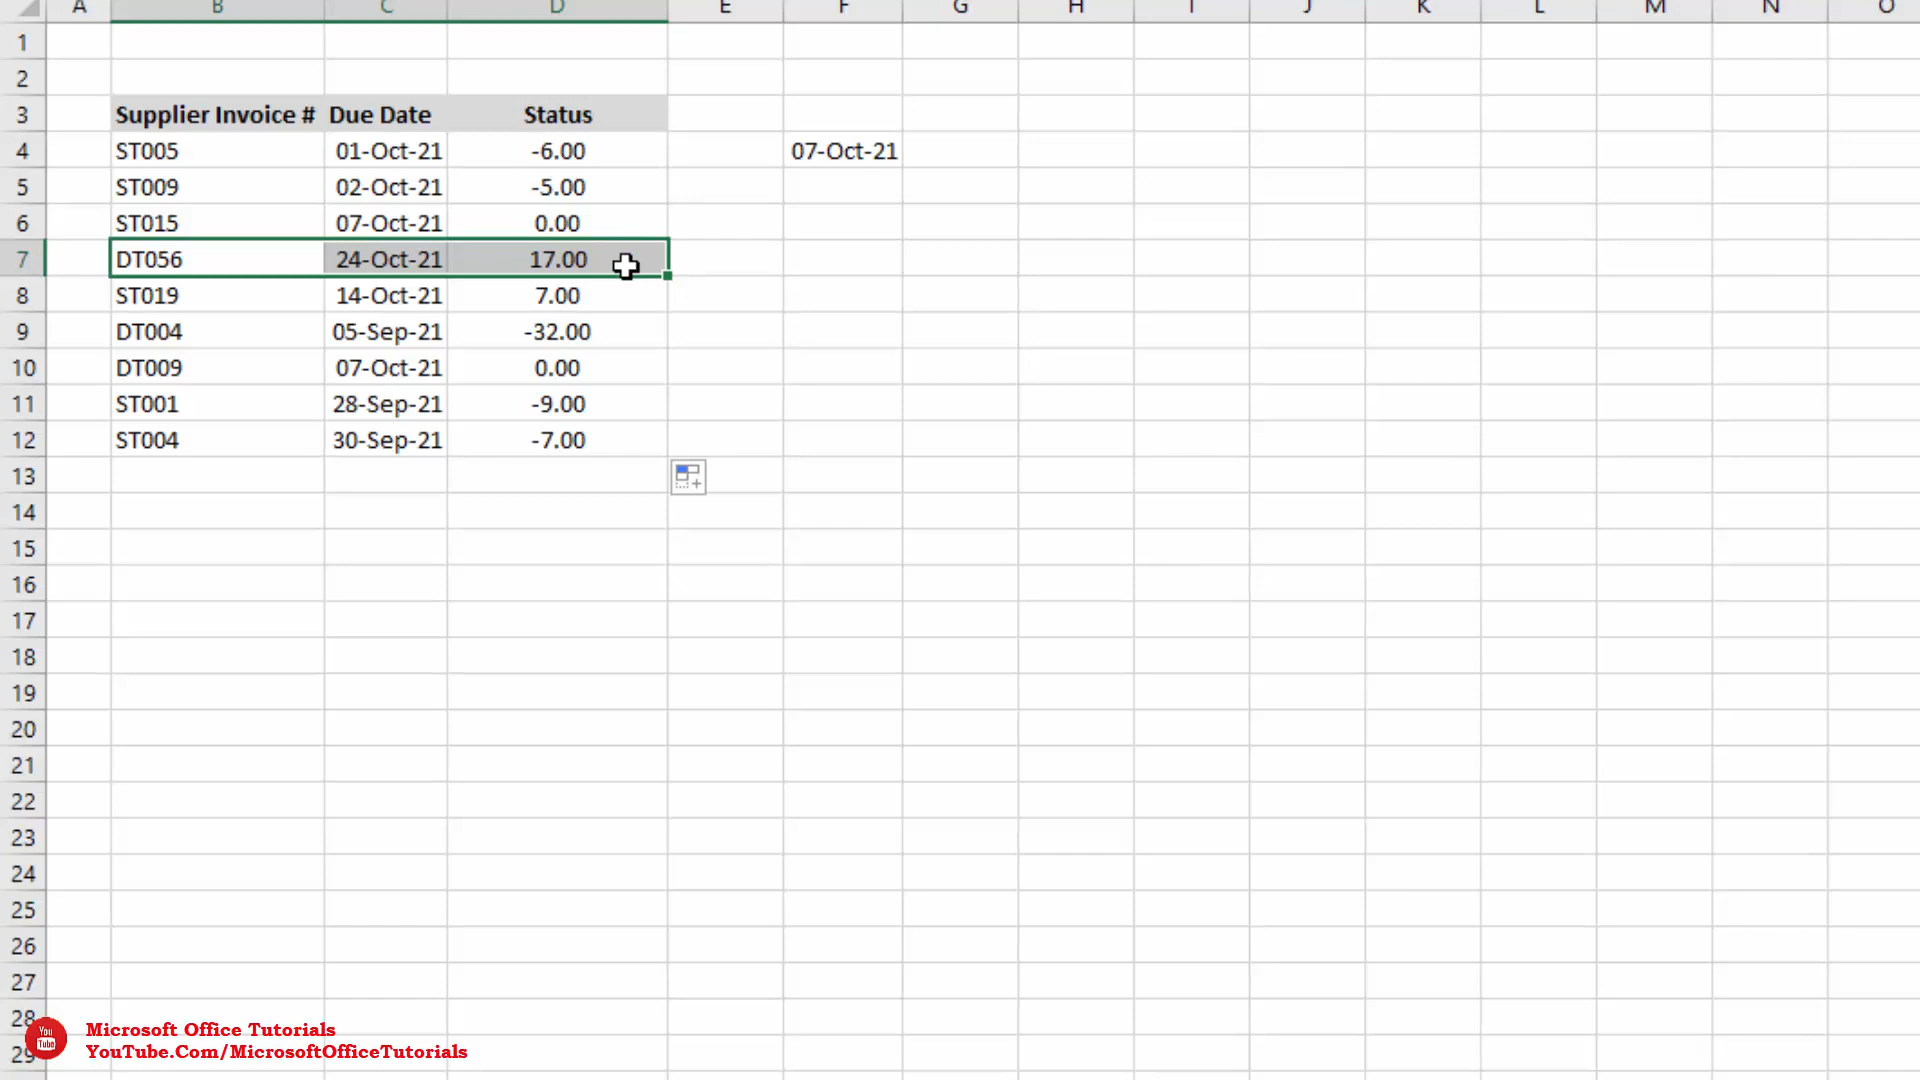 A B C D E F G H I J K L M N O
1
2
3 Supplier Invoice # Due Date Status
4 ST005 01-Oct-21 -6.00 07-Oct-21
5 ST009 02-Oct-21 -5.00
6 ST015 07-Oct-21 0.00
7 DT056 24-Oct-21 17.00
8 ST019 14-Oct-21 7.00
9 DT004 05-Sep-21 -32.00
10 DT009 07-Oct-21 0.00
11 ST001 28-Sep-21 -9.00
12 ST004 30-Sep-21 -7.00
13
14
15
16
17
18
19
20
21
22
23
24
25
26
27
28
29
You Tube
Microsoft Office Tutorials
YouTube.Com/MicrosoftOfficeTutorials